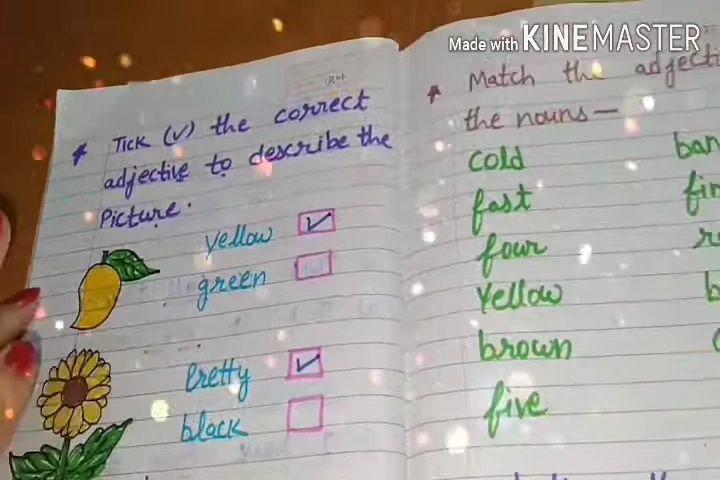 Made with KINEMASTER
* Tick (✓) the correct
adjective to describe the
Picture.
yellow ✓
green
Pretty ✓
black
* Match the
the nouns—
cold
fast
four
Yellow
brown
five